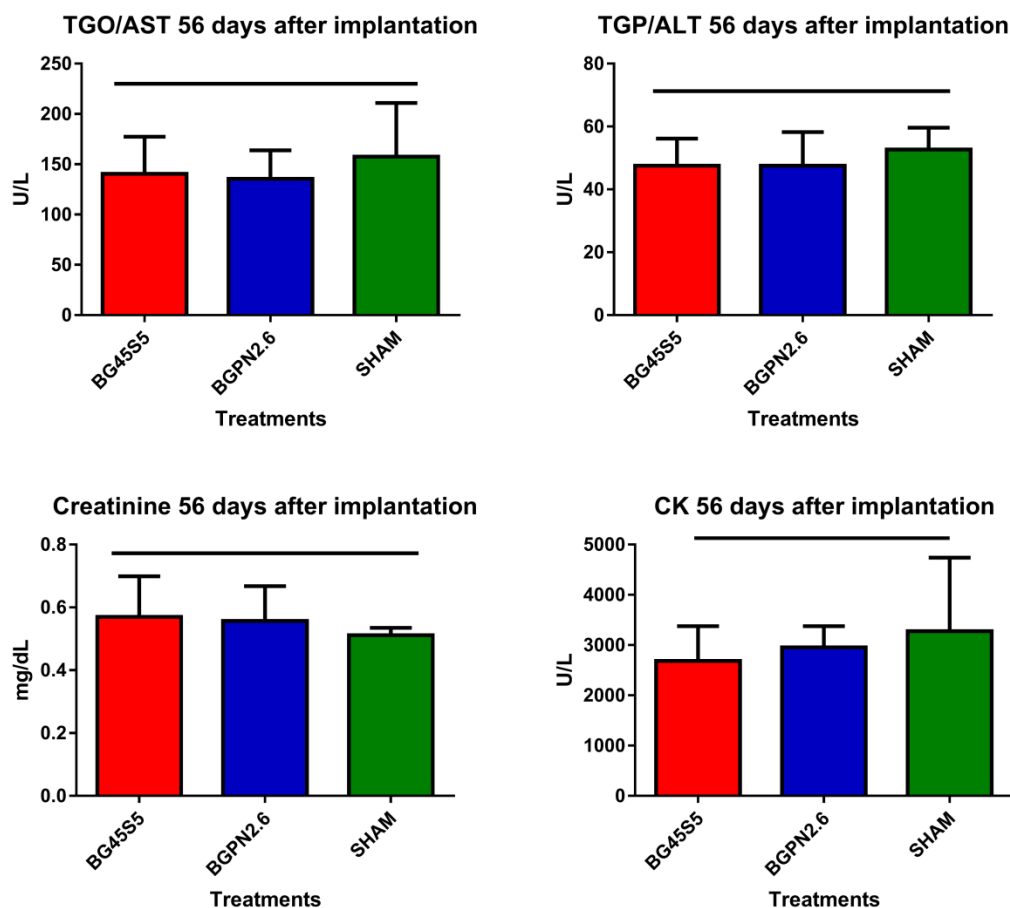 TGO/AST 56 days after implantation
250
200
150
100
50
0
U/L
BG45S5
BGPN2.6
SHAM
Treatments
TGP/ALT 56 days after implantation
80
60
40
20
0
U/L
BG45S5
BGPN2.6
SHAM
Treatments
Creatinine 56 days after implantation
0.8
0.6
0.4
0.2
0.0
mg/dL
BG45S5
BGPN2.6
SHAM
Treatments
CK 56 days after implantation
5000
4000
3000
2000
1000
0
U/L
BG45S5
BGPN2.6
SHAM
Treatments